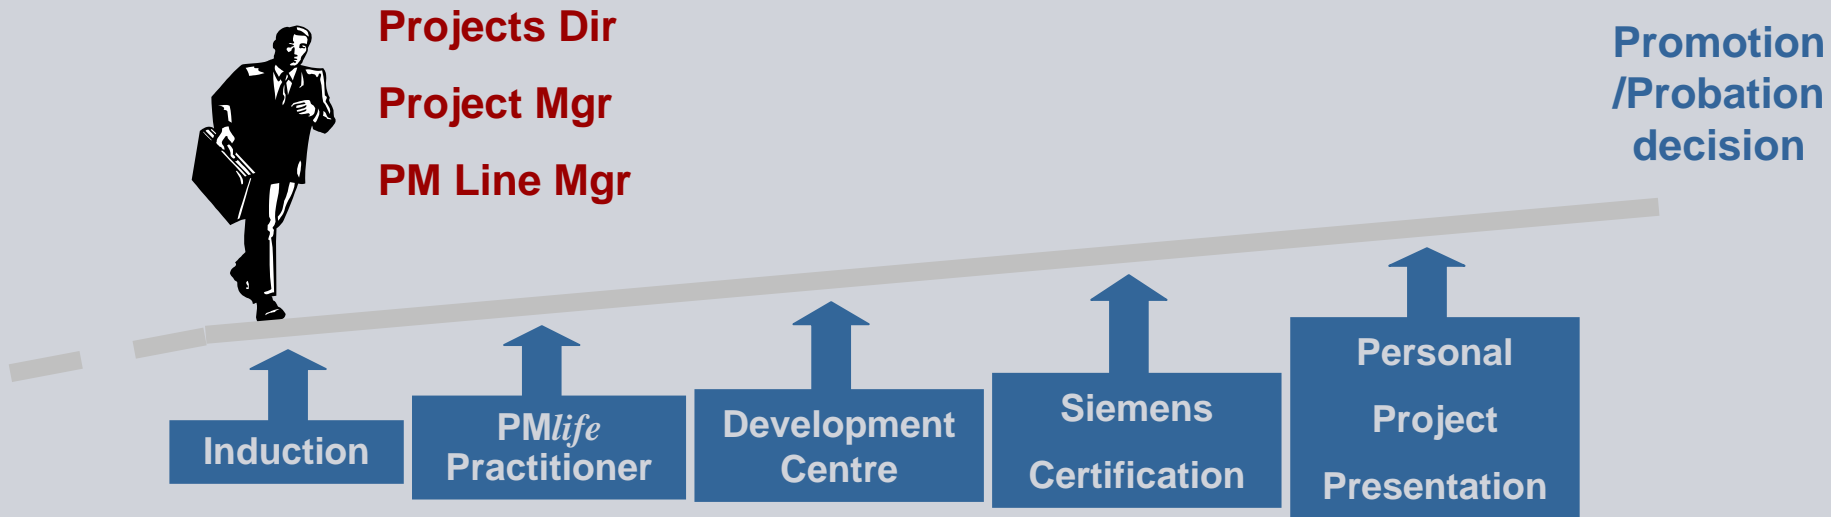 Projects Dir
Project Mgr
PM Line Mgr
Promotion
/Probation
decision
Induction
PMlife
Practitioner
Development
Centre
Siemens
Certification
Personal
Project
Presentation